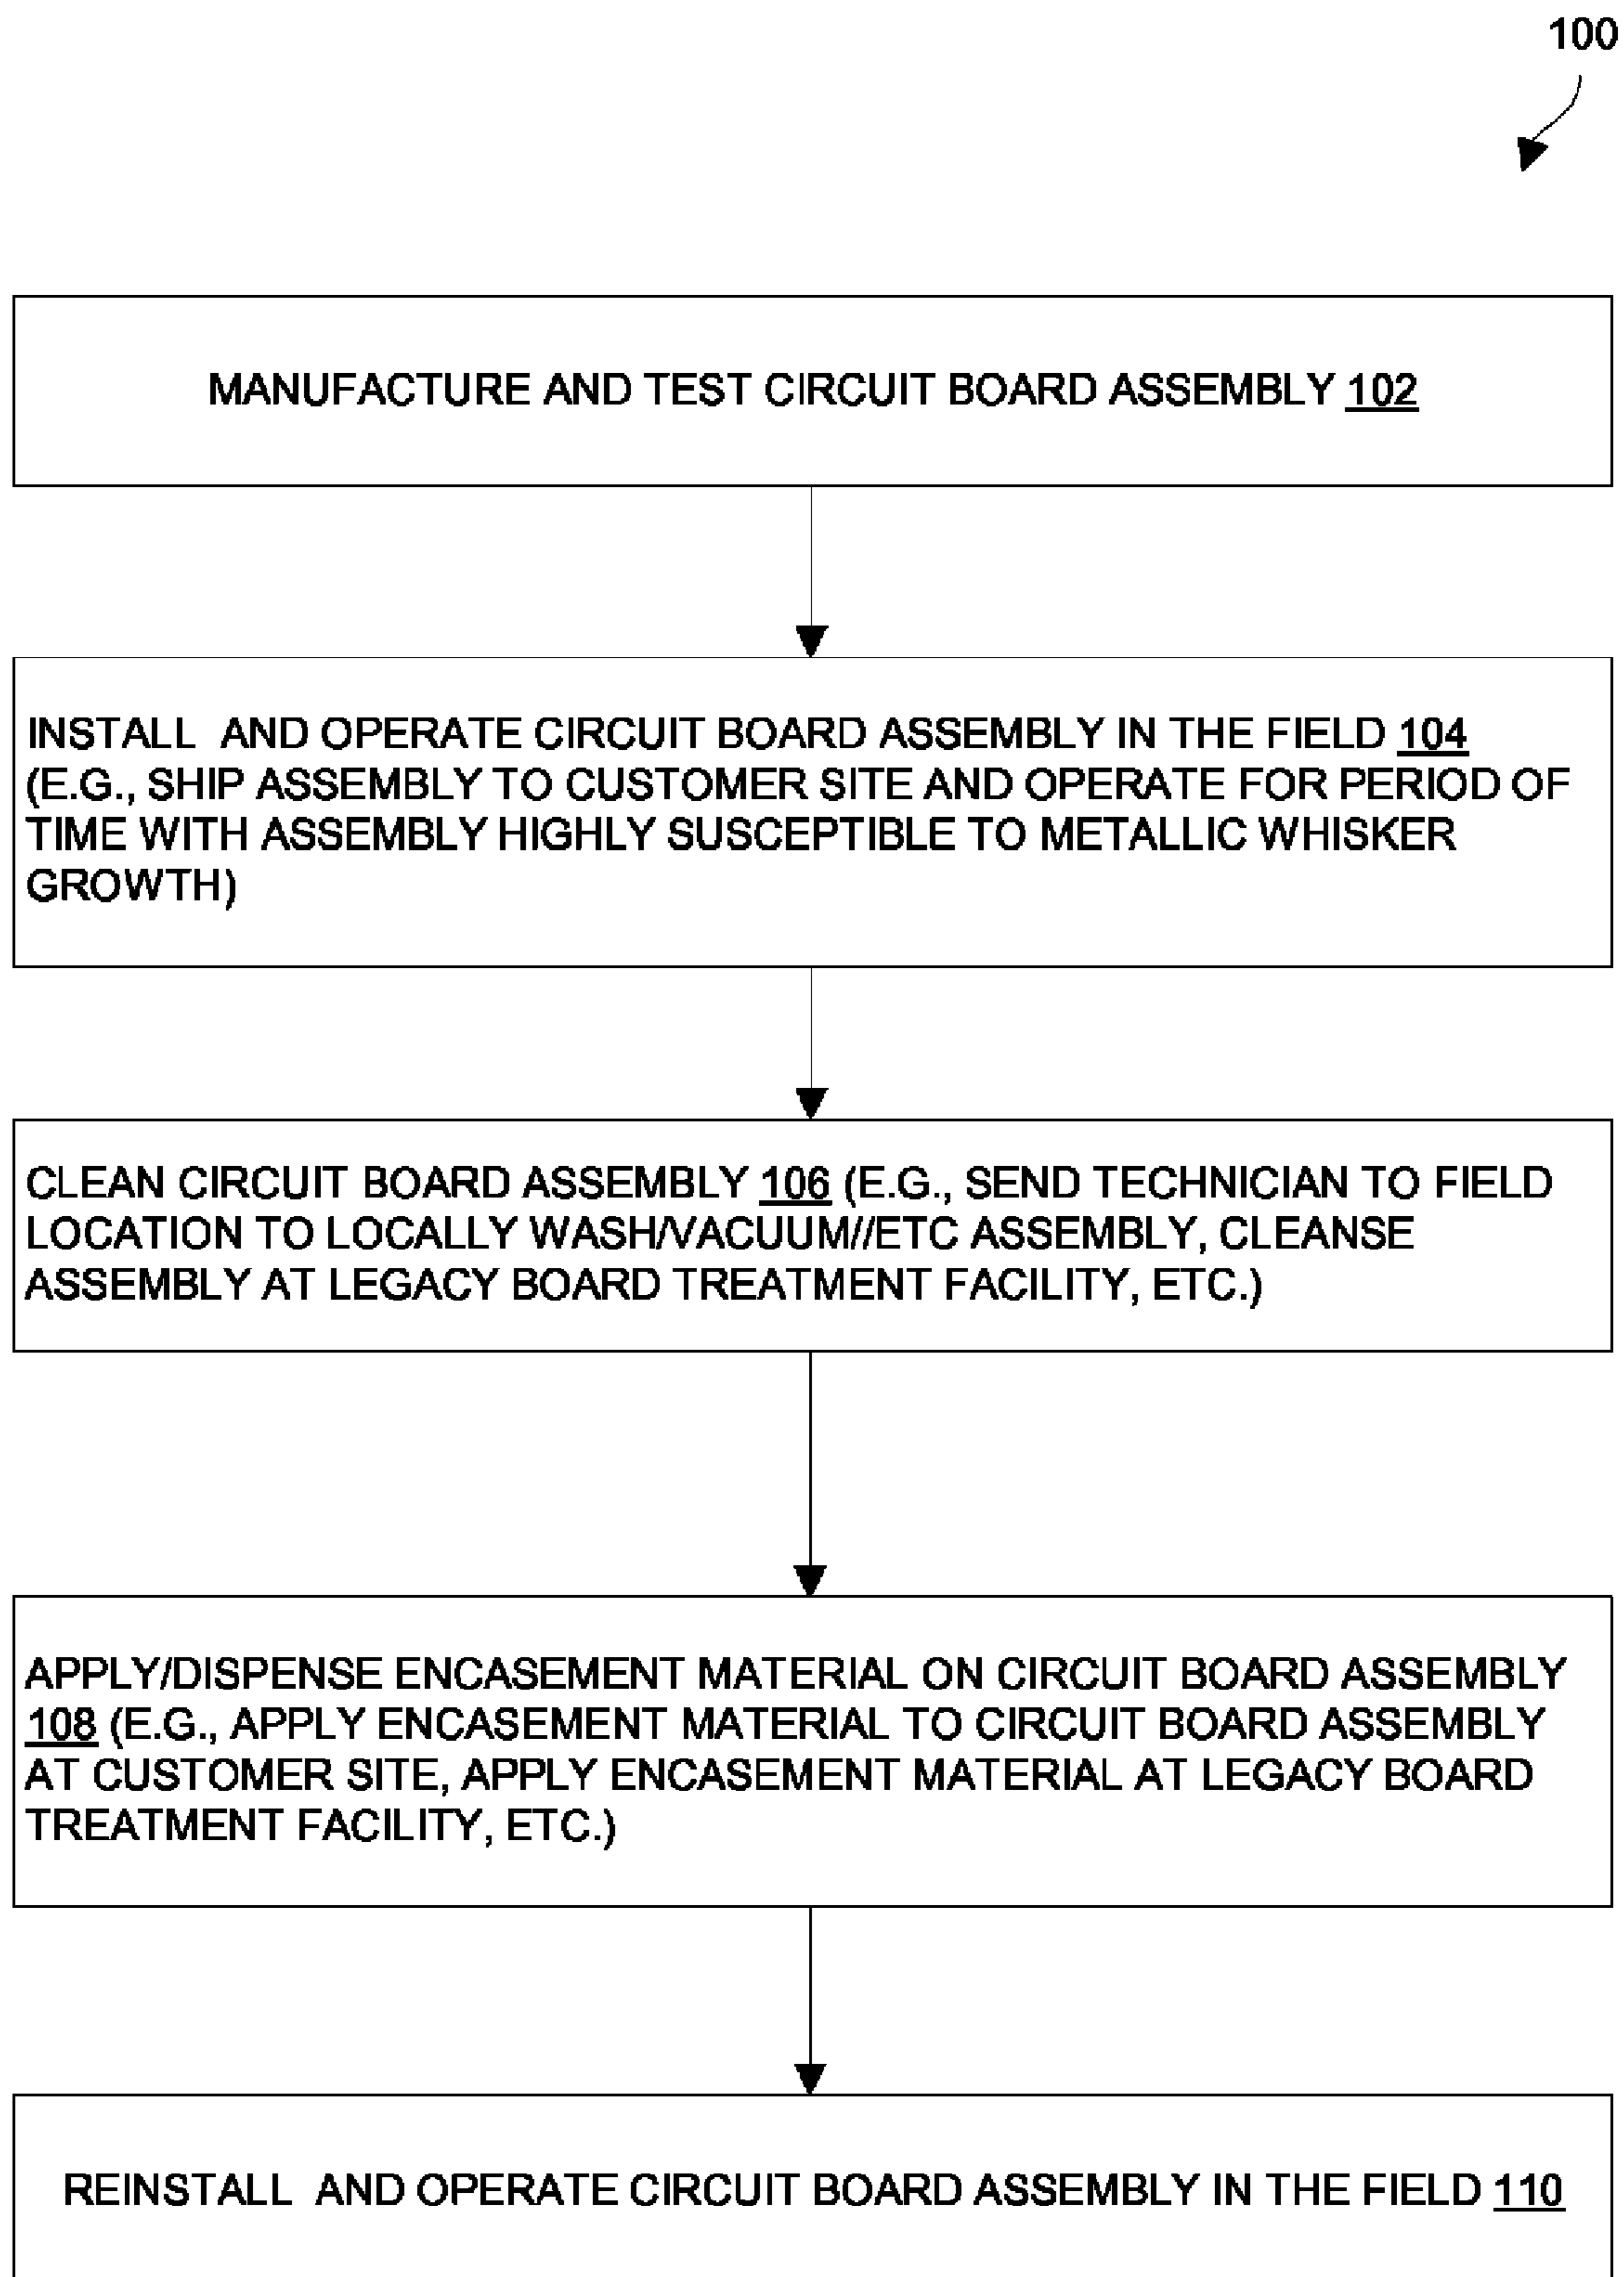 100
MANUFACTURE AND TEST CIRCUIT BOARD ASSEMBLY 102
INSTALL AND OPERATE CIRCUIT BOARD ASSEMBLY IN THE FIELD 104
(E.G., SHIP ASSEMBLY TO CUSTOMER SITE AND OPERATE FOR PERIOD OF
TIME WITH ASSEMBLY HIGHLY SUSCEPTIBLE TO METALLIC WHISKER
GROWTH)
CLEAN CIRCUIT BOARD ASSEMBLY 106 (E.G., SEND TECHNICIAN TO FIELD
LOCATION TO LOCALLY WASH/VACUUM//ETC ASSEMBLY, CLEANSE
ASSEMBLY AT LEGACY BOARD TREATMENT FACILITY, ETC.)
APPLY/DISPENSE ENCASEMENT MATERIAL ON CIRCUIT BOARD ASSEMBLY
108 (E.G., APPLY ENCASEMENT MATERIAL TO CIRCUIT BOARD ASSEMBLY
AT CUSTOMER SITE, APPLY ENCASEMENT MATERIAL AT LEGACY BOARD
TREATMENT FACILITY, ETC.)
REINSTALL AND OPERATE CIRCUIT BOARD ASSEMBLY IN THE FIELD 110